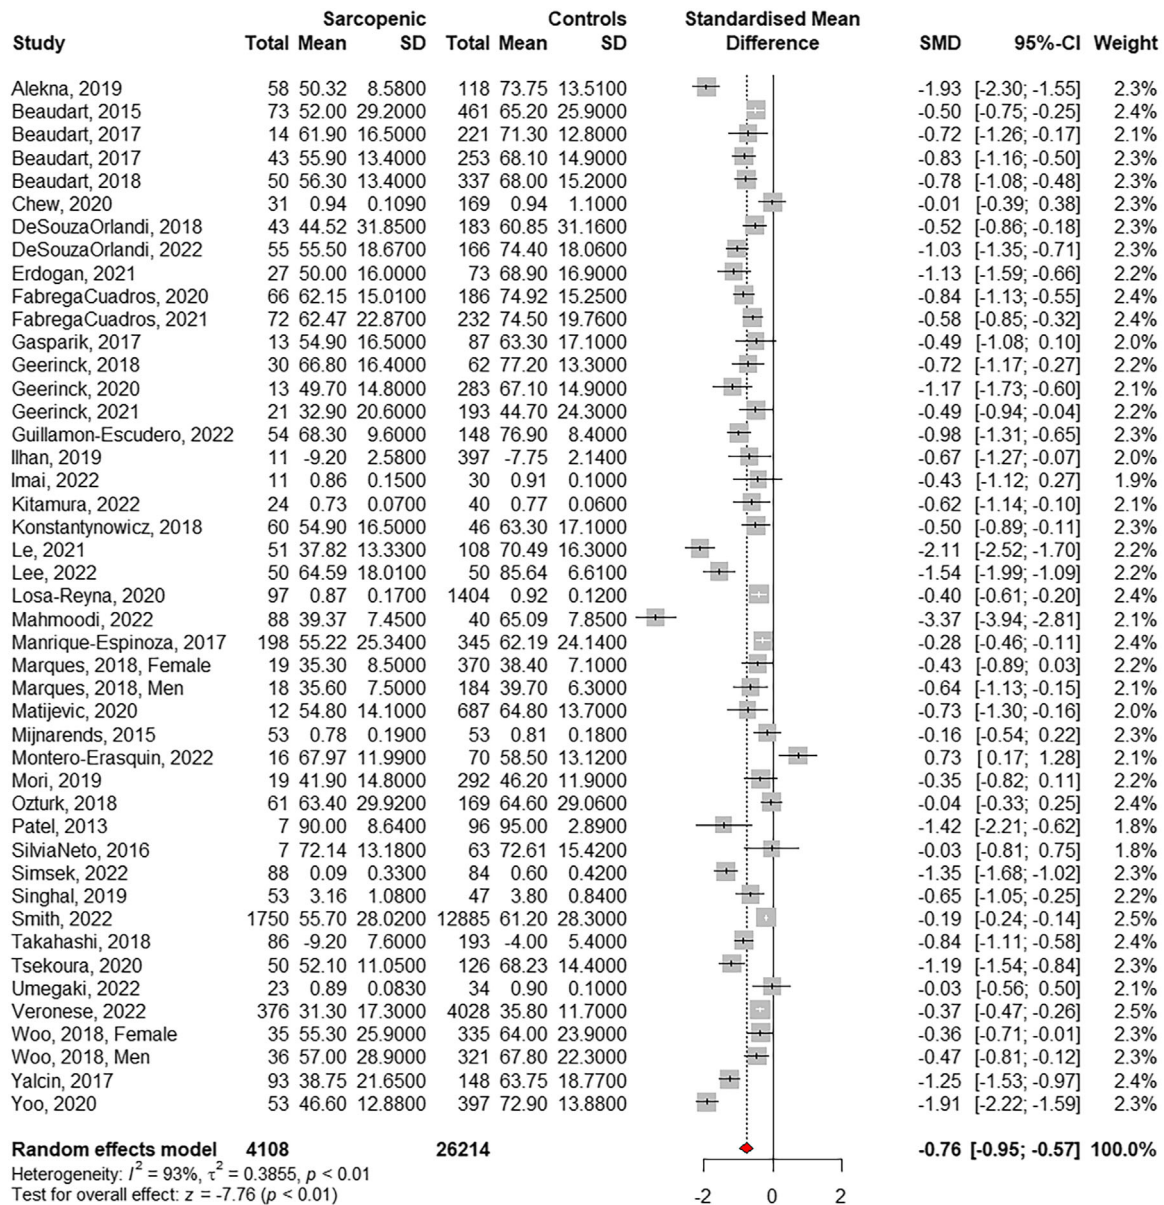 Sarcopenic Controls Standardised Mean
Study Total Mean SD Total Mean SD Difference SMD 95%-CI Weight
Alekna, 2019 58 50.32 8.5800 118 73.75 13.5100 -1.93 [-2.30; -1.55] 2.3%
Beaudart, 2015 73 52.00 29.2000 461 65.20 25.9000 -0.50 [-0.75; -0.25] 2.4%
Beaudart, 2017 14 61.90 16.5000 221 71.30 12.8000 -0.72 [-1.26; -0.17] 2.1%
Beaudart, 2017 43 55.90 13.4000 253 68.10 14.9000 -0.83 [-1.16; -0.50] 2.3%
Beaudart, 2018 50 56.30 13.4000 337 68.00 15.2000 -0.78 [-1.08; -0.48] 2.3%
Chew, 2020 31 0.94 0.1090 169 0.94 1.1000 -0.01 [-0.39; 0.38] 2.3%
DeSouzaOrlandi, 2018 43 44.52 31.8500 183 60.85 31.1600 -0.52 [-0.86; -0.18] 2.3%
DeSouzaOrlandi, 2022 55 55.50 18.6700 166 74.40 18.0600 -1.03 [-1.35; -0.71] 2.3%
Erdogan, 2021 27 50.00 16.0000 73 68.90 16.9000 -1.13 [-1.59; -0.66] 2.2%
FabregaCuadros, 2020 66 62.15 15.0100 186 74.92 15.2500 -0.84 [-1.13; -0.55] 2.4%
FabregaCuadros, 2021 72 62.47 22.8700 232 74.50 19.7600 -0.58 [-0.85; -0.32] 2.4%
Gasparik, 2017 13 54.90 16.5000 87 63.30 17.1000 -0.49 [-1.08; 0.10] 2.0%
Geerinck, 2018 30 66.80 16.4000 62 77.20 13.3000 -0.72 [-1.17; -0.27] 2.2%
Geerinck, 2020 13 49.70 14.8000 283 67.10 14.9000 -1.17 [-1.73; -0.60] 2.1%
Geerinck, 2021 21 32.90 20.6000 193 44.70 24.3000 -0.49 [-0.94; -0.04] 2.2%
Guillamon-Escudero, 2022 54 68.30 9.6000 148 76.90 8.4000 -0.98 [-1.31; -0.65] 2.3%
Ilhan, 2019 11 -9.20 2.5800 397 -7.75 2.1400 -0.67 [-1.27; -0.07] 2.0%
Imai, 2022 11 0.86 0.1500 30 0.91 0.1000 -0.43 [-1.12; 0.27] 1.9%
Kitamura, 2022 24 0.73 0.0700 40 0.77 0.0600 -0.62 [-1.14; -0.10] 2.1%
Konstantynowicz, 2018 60 54.90 16.5000 46 63.30 17.1000 -0.50 [-0.89; -0.11] 2.3%
Le, 2021 51 37.82 13.3300 108 70.49 16.3000 -2.11 [-2.52; -1.70] 2.2%
Lee, 2022 50 64.59 18.0100 50 85.64 6.6100 -1.54 [-1.99; -1.09] 2.2%
Losa-Reyna, 2020 97 0.87 0.1700 1404 0.92 0.1200 -0.40 [-0.61; -0.20] 2.4%
Mahmoodi, 2022 88 39.37 7.4500 40 65.09 7.8500 -3.37 [-3.94; -2.81] 2.1%
Manrique-Espinoza, 2017 198 55.22 25.3400 345 62.19 24.1400 -0.28 [-0.46; -0.11] 2.4%
Marques, 2018, Female 19 35.30 8.5000 370 38.40 7.1000 -0.43 [-0.89; 0.03] 2.2%
Marques, 2018, Men 18 35.60 7.5000 184 39.70 6.3000 -0.64 [-1.13; -0.15] 2.1%
Matijevic, 2020 12 54.80 14.1000 687 64.80 13.7000 -0.73 [-1.30; -0.16] 2.0%
Mijnarends, 2015 53 0.78 0.1900 53 0.81 0.1800 -0.16 [-0.54; 0.22] 2.3%
Montero-Erasquin, 2022 16 67.97 11.9900 70 58.50 13.1200 0.73 [ 0.17; 1.28] 2.1%
Mori, 2019 19 41.90 14.8000 292 46.20 11.9000 -0.35 [-0.82; 0.11] 2.2%
Ozturk, 2018 61 63.40 29.9200 169 64.60 29.0600 -0.04 [-0.33; 0.25] 2.4%
Patel, 2013 7 90.00 8.6400 96 95.00 2.8900 -1.42 [-2.21; -0.62] 1.8%
SilviaNeto, 2016 7 72.14 13.1800 63 72.61 15.4200 -0.03 [-0.81; 0.75] 1.8%
Simsek, 2022 88 0.09 0.3300 84 0.60 0.4200 -1.35 [-1.68; -1.02] 2.3%
Singhal, 2019 53 3.16 1.0800 47 3.80 0.8400 -0.65 [-1.05; -0.25] 2.2%
Smith, 2022 1750 55.70 28.0200 12885 61.20 28.3000 -0.19 [-0.24; -0.14] 2.5%
Takahashi, 2018 86 -9.20 7.6000 193 -4.00 5.4000 -0.84 [-1.11; -0.58] 2.4%
Tsekoura, 2020 50 52.10 11.0500 126 68.23 14.4000 -1.19 [-1.54; -0.84] 2.3%
Umegaki, 2022 23 0.89 0.0830 34 0.90 0.1000 -0.03 [-0.56; 0.50] 2.1%
Veronese, 2022 376 31.30 17.3000 4028 35.80 11.7000 -0.37 [-0.47; -0.26] 2.5%
Woo, 2018, Female 35 55.30 25.9000 335 64.00 23.9000 -0.36 [-0.71; -0.01] 2.3%
Woo, 2018, Men 36 57.00 28.9000 321 67.80 22.3000 -0.47 [-0.81; -0.12] 2.3%
Yalcin, 2017 93 38.75 21.6500 148 63.75 18.7700 -1.25 [-1.53; -0.97] 2.4%
Yoo, 2020 53 46.60 12.8800 397 72.90 13.8800 -1.91 [-2.22; -1.59] 2.3%
Random effects model 4108 26214 -0.76 [-0.95; -0.57] 100.0%
Heterogeneity: I² = 93%, τ² = 0.3855, p < 0.01
Test for overall effect: z = -7.76 (p < 0.01)
-2 0 2